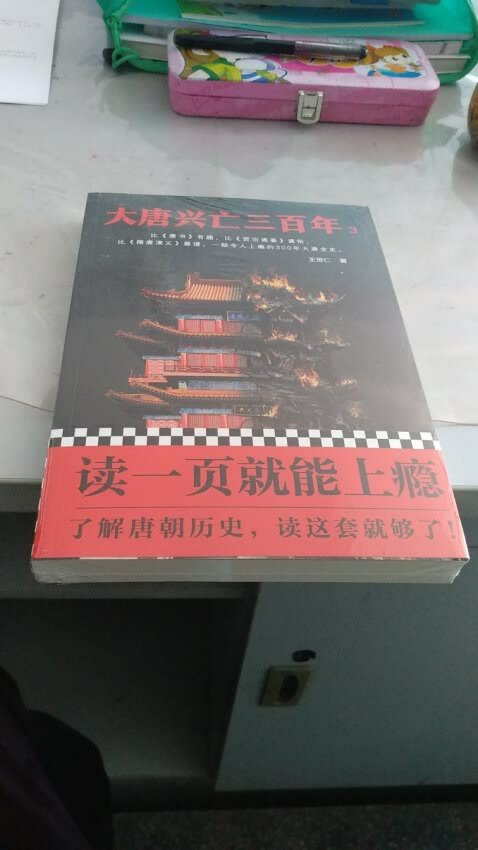 大唐兴亡三百年3
比《唐书》有趣,比《资治通鉴》通俗,
比《隋唐演义》靠谱,一部令人上瘾的300年大唐全史。
王觉仁 著
读一页就能上瘾
了解唐朝历史,读这套就够了!